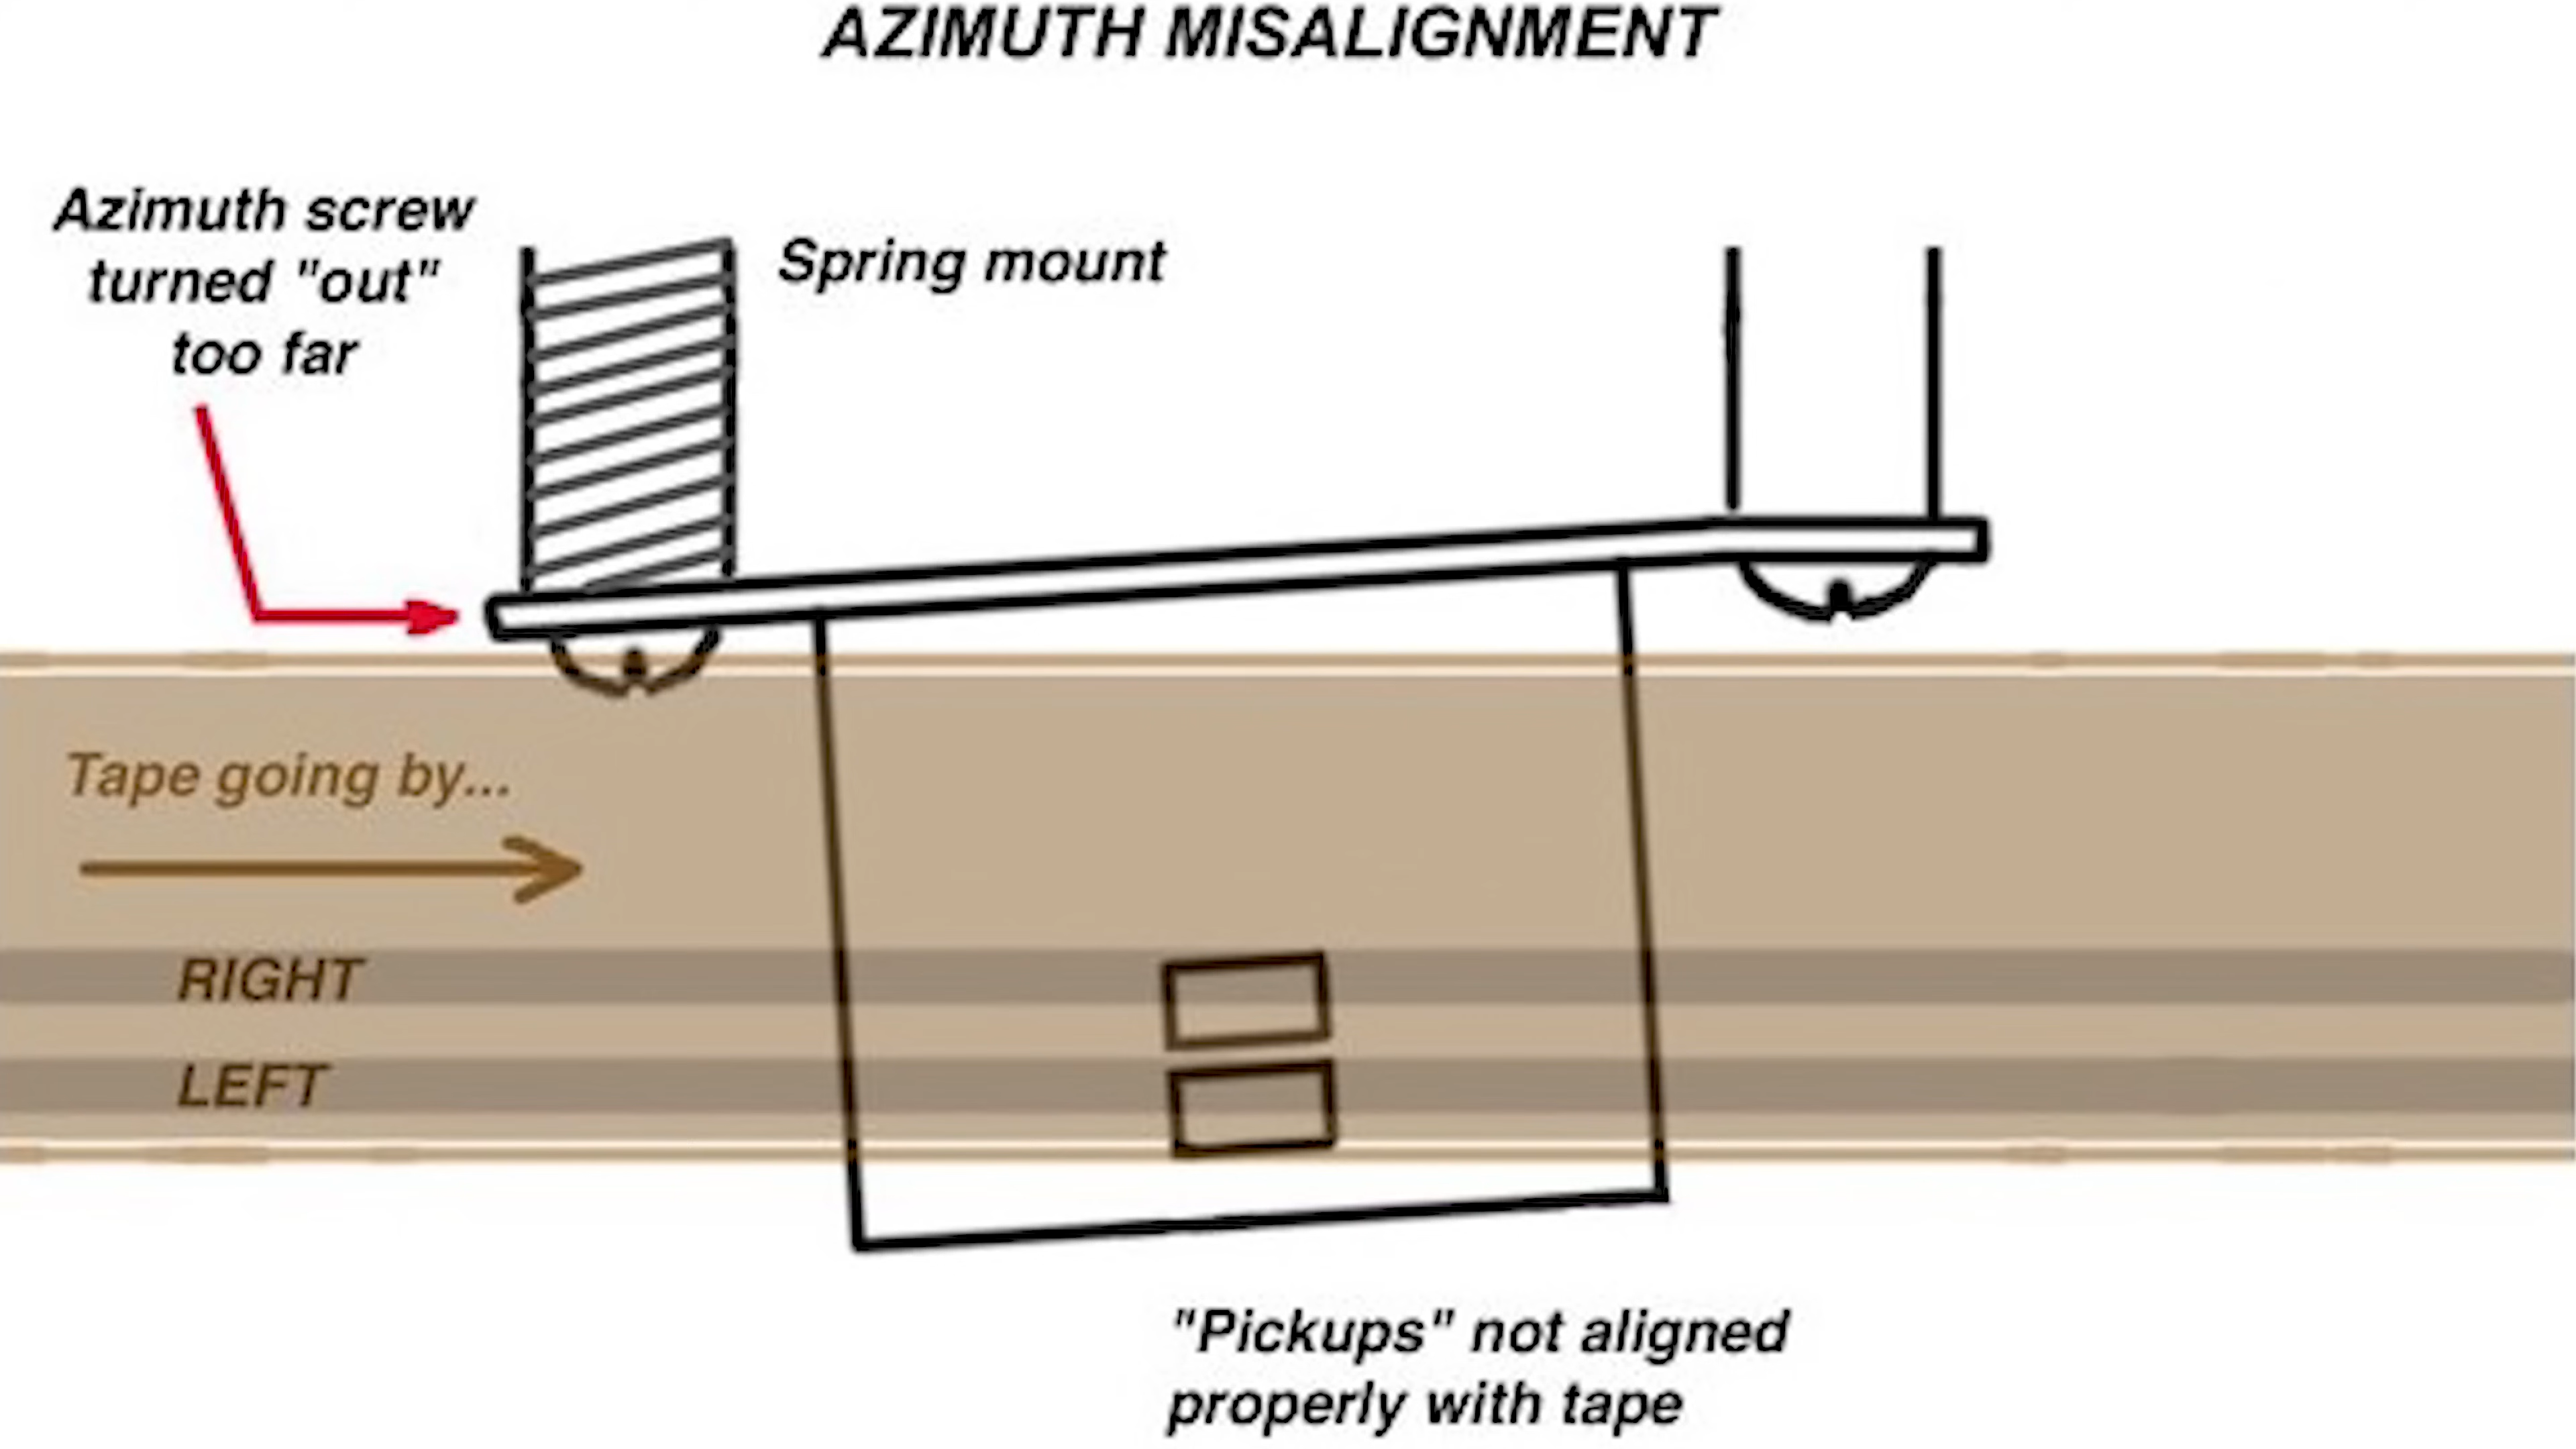 AZIMUTH MISALIGNMENT
Azimuth screw
turned "out"
too far
Spring mount
Tape going by...
RIGHT
LEFT
"Pickups" not aligned
properly with tape